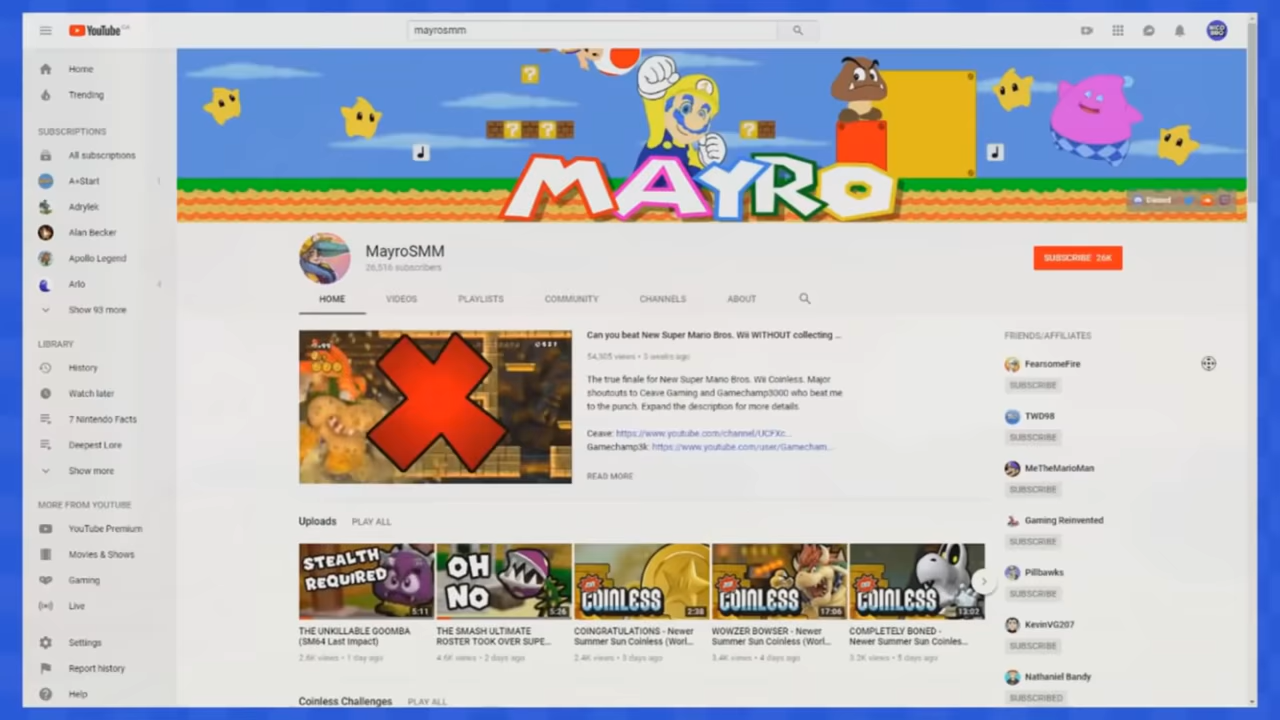 YouTube CA
mayrosmm
NICO BRO
Home
Trending
SUBSCRIPTIONS
All subscriptions
A+Start
Adrylek
Alan Becker
Apollo Legend
Arlo
Show 93 more
LIBRARY
History
Watch later
7 Nintendo Facts
Deepest Lore
Show more
MORE FROM YOUTUBE
YouTube Premium
Movies & Shows
Gaming
Live
Settings
Report history
Help
MAYRO
Discord
MayroSMM
26,516 subscribers
SUBSCRIBE 26K
HOME VIDEOS PLAYLISTS COMMUNITY CHANNELS ABOUT
Can you beat New Super Mario Bros. Wii WITHOUT collecting ...
54,305 views • 3 weeks ago
The true finale for New Super Mario Bros. Wii Coinless. Major
shoutouts to Ceave Gaming and Gamechamp3000 who beat me
to the punch. Expand the description for more details.
Ceave: https://www.youtube.com/channel/UCFXc...
Gamechamp3k: https://www.youtube.com/user/Gamecham...
READ MORE
FRIENDS/AFFILIATES
FearsomeFire
SUBSCRIBE
TWD98
SUBSCRIBE
MeTheMarioMan
SUBSCRIBE
Gaming Reinvented
SUBSCRIBE
Pillbawks
SUBSCRIBE
KevinVG207
SUBSCRIBE
Nathaniel Bandy
SUBSCRIBED
Uploads PLAY ALL
STEALTH
REQUIRED
5:11
OH
NO
5:26
COINLESS
2:38
COINLESS
17:06
COINLESS
13:02
THE UNKILLABLE GOOMBA
(SM64 Last Impact)
2.6K views • 1 day ago
THE SMASH ULTIMATE
ROSTER TOOK OVER SUPE...
4.6K views • 2 days ago
CONGRATULATIONS - Newer
Summer Sun Coinless (Worl...
2.4K views • 3 days ago
WOWZER BOWSER - Newer
Summer Sun Coinless (Worl...
3.4K views • 4 days ago
COMPLETELY BONED -
Newer Summer Sun Coinles...
3.2K views • 5 days ago
Coinless Challenges PLAY ALL